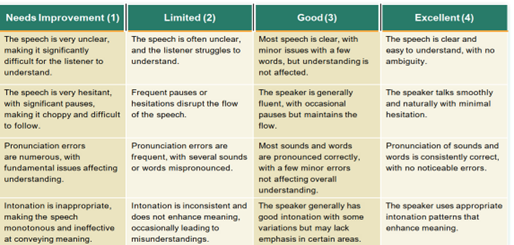 Needs Improvement (1)
Limited (2)
Good (3)
Excellent (4)
The speech is very unclear,
making it significantly
difficult for the listener to
understand.
The speech is often unclear,
and the listener struggles to
understand.
Most speech is clear, with
minor issues with a few
words, but understanding is
not affected.
The speech is clear and
easy to understand, with no
ambiguity.
The speech is very hesitant,
with significant pauses,
making it choppy and difficult
to follow.
Frequent pauses or
hesitations disrupt the flow
of the speech.
The speaker is generally
fluent, with occasional
pauses but maintains the
flow.
The speaker talks smoothly
and naturally with minimal
hesitation.
Pronunciation errors
are numerous, with
fundamental issues affecting
understanding.
Pronunciation errors are
frequent, with several sounds
or words mispronounced.
Most sounds and words
are pronounced correctly,
with a few minor errors
not affecting overall
understanding.
Pronunciation of sounds and
words is consistently correct,
with no noticeable errors.
Intonation is inappropriate,
making the speech
monotonous and ineffective
at conveying meaning.
Intonation is inconsistent and
does not enhance meaning,
occasionally leading to
misunderstandings.
The speaker generally has
good intonation with some
variations but may lack
emphasis in certain areas.
The speaker uses appropriate
intonation patterns that
enhance meaning.